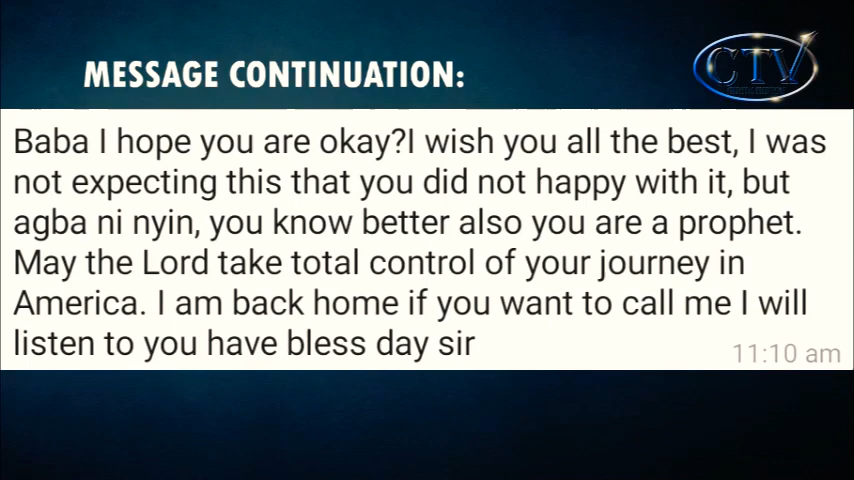 MESSAGE CONTINUATION:
CTV
Baba I hope you are okay?I wish you all the best, I was
not expecting this that you did not happy with it, but
agba ni nyin, you know better also you are a prophet.
May the Lord take total control of your journey in
America. I am back home if you want to call me I will
listen to you have bless day sir
11:10 am